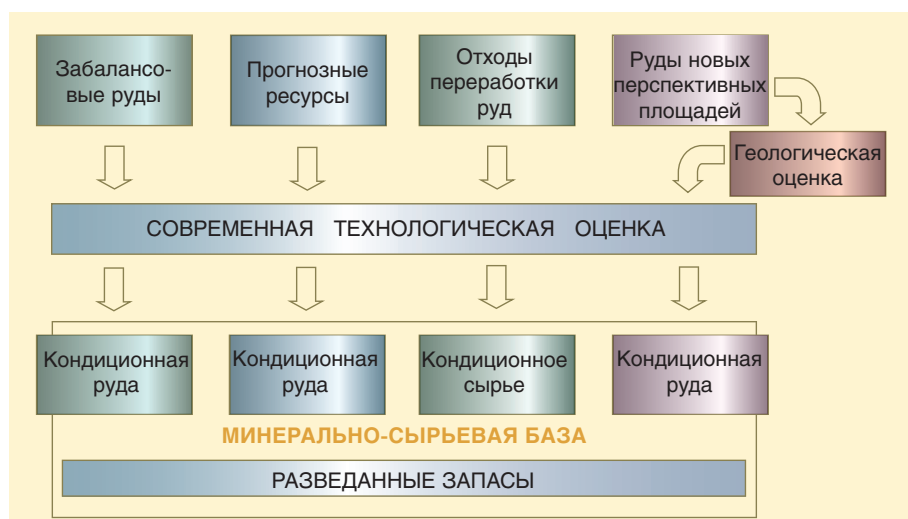 Забалансо-
вые руды
Прогнозные
ресурсы
Отходы
переработки
руд
Руды новых
перспективных
площадей
Геологическая
оценка
СОВРЕМЕННАЯ ТЕХНОЛОГИЧЕСКАЯ ОЦЕНКА
Кондиционная
руда
Кондиционная
руда
Кондиционное
сырье
Кондиционная
руда
МИНЕРАЛЬНО-СЫРЬЕВАЯ БАЗА
РАЗВЕДАННЫЕ ЗАПАСЫ